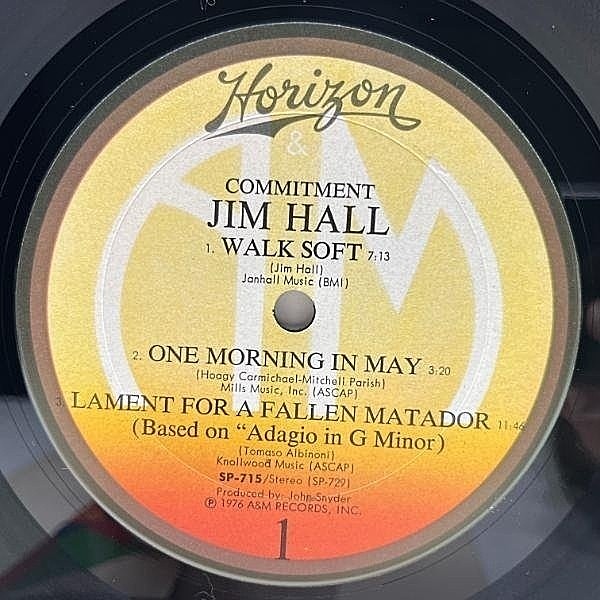 Horizon
A&M
COMMITMENT
JIM HALL
1. WALK SOFT 7:13
(Jim Hall)
Janhall Music (BMI)
2. ONE MORNING IN MAY 3:20
(Hoagy Carmichael-Mitchell Parish)
Mills Music, Inc. (ASCAP)
3. LAMENT FOR A FALLEN MATADOR 11:46
(Based on “Adagio in G Minor)
(Tomaso Albinoni)
Knollwood Music (ASCAP)
SP-715/Stereo (SP-729)
Produced by: John Snyder
℗ 1976 A&M RECORDS, INC.
1